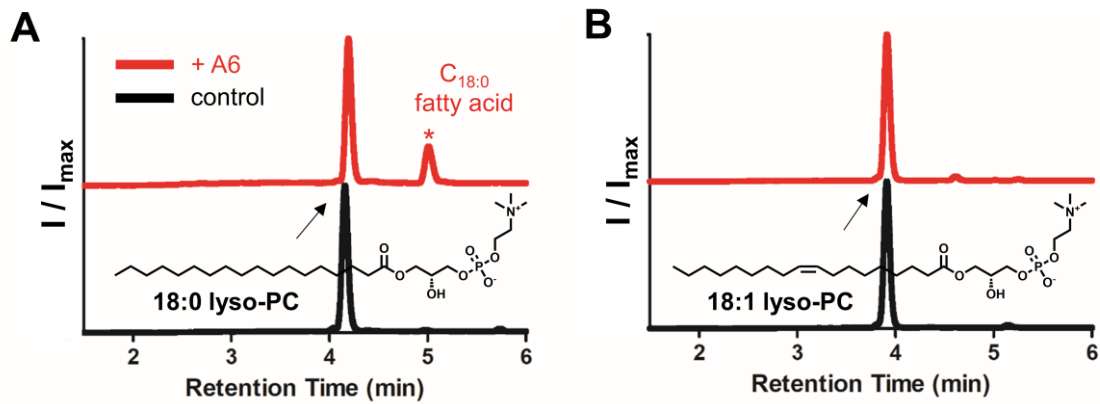 A
+ A6
control
C18:0
fatty acid
*
I / Imax
O
O
OH
O
P
O
O-
O
N+
18:0 lyso-PC
2 3 4 5 6
Retention Time (min)
B
I / Imax
O
O
OH
O
P
O
O-
O
N+
18:1 lyso-PC
2 3 4 5 6
Retention Time (min)